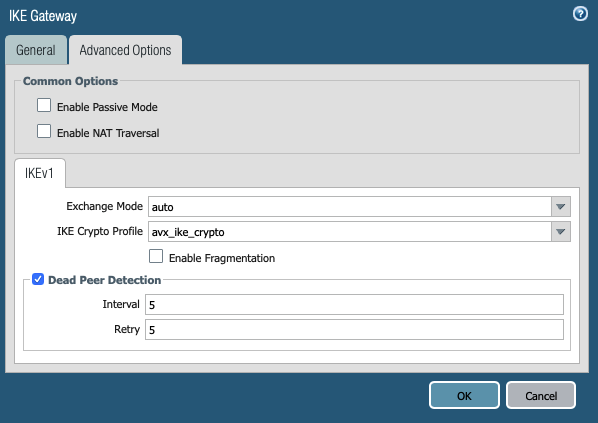 IKE Gateway
?
General
Advanced Options
Common Options
Enable Passive Mode
Enable NAT Traversal
IKEv1
Exchange Mode auto
IKE Crypto Profile avx_ike_crypto
Enable Fragmentation
Dead Peer Detection
Interval 5
Retry 5
OK
Cancel